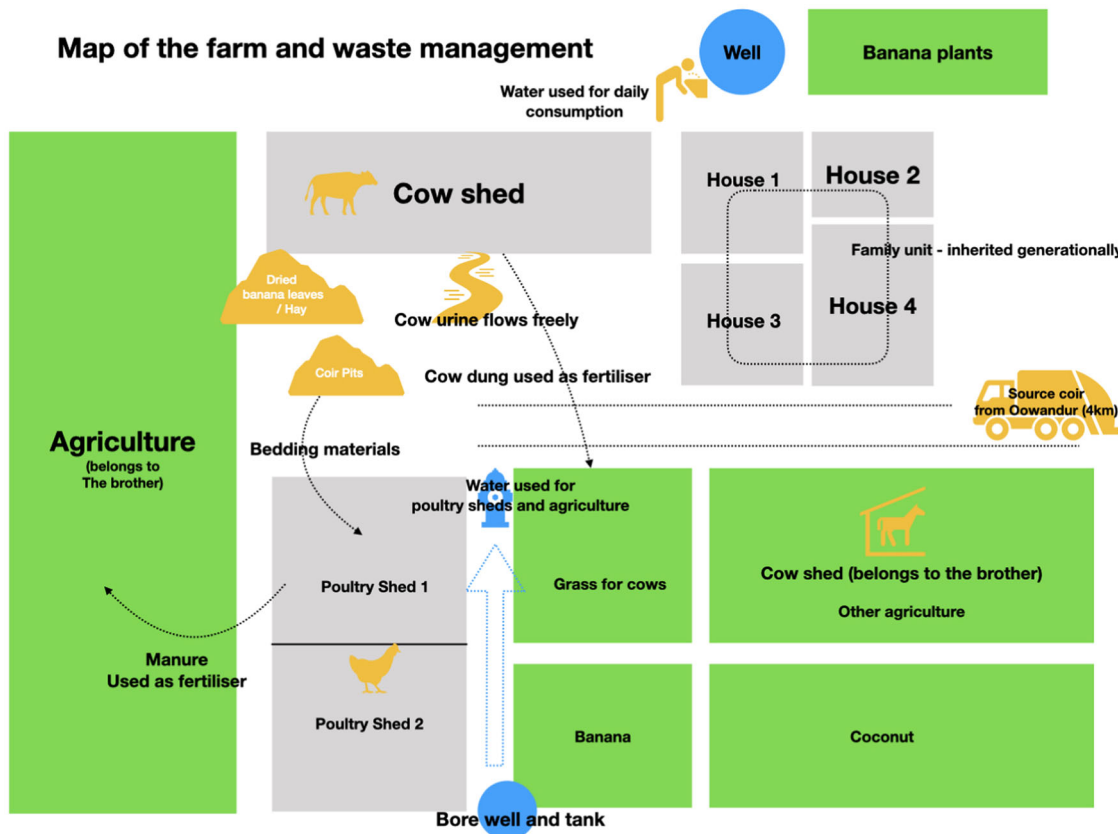 Map of the farm and waste management
Well
Banana plants
Water used for daily
consumption
Cow shed
House 1
House 2
Family unit - inherited generationally
House 3
House 4
Dried
banana leaves
/ Hay
Cow urine flows freely
Coir Pits
Cow dung used as fertiliser
Source coir
from Oowandur (4km)
Agriculture
(belongs to
The brother)
Bedding materials
Water used for
poultry sheds and agriculture
Poultry Shed 1
Grass for cows
Cow shed (belongs to the brother)
Other agriculture
Manure
Used as fertiliser
Poultry Shed 2
Banana
Coconut
Bore well and tank